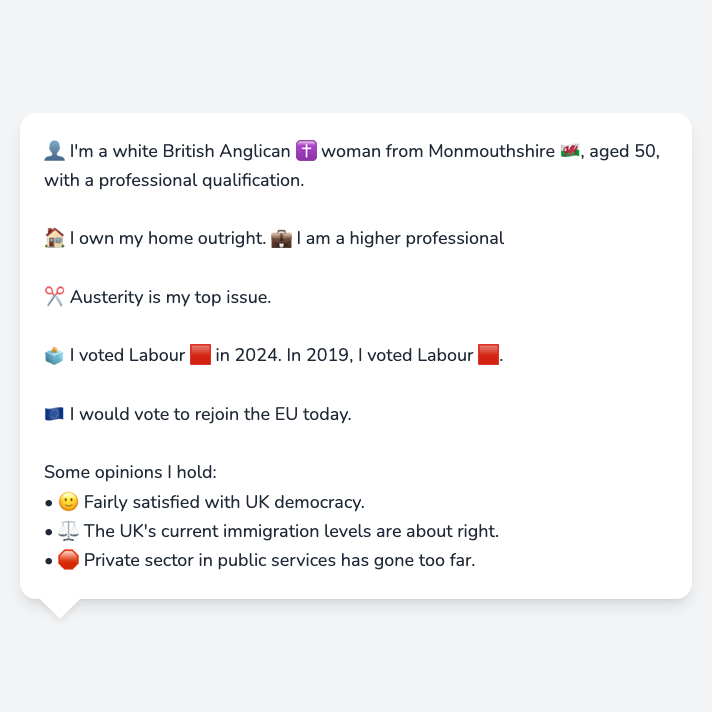 👤 I'm a white British Anglican ✝️ woman from Monmouthshire 🏴󠁧󠁢󠁷󠁬󠁳󠁿, aged 50,
with a professional qualification.
🏠 I own my home outright. 💼 I am a higher professional
✂️ Austerity is my top issue.
🗳️ I voted Labour 🟥 in 2024. In 2019, I voted Labour 🟥.
🇪🇺 I would vote to rejoin the EU today.
Some opinions I hold:
• 🙂 Fairly satisfied with UK democracy.
• ⚖️ The UK's current immigration levels are about right.
• 🛑 Private sector in public services has gone too far.